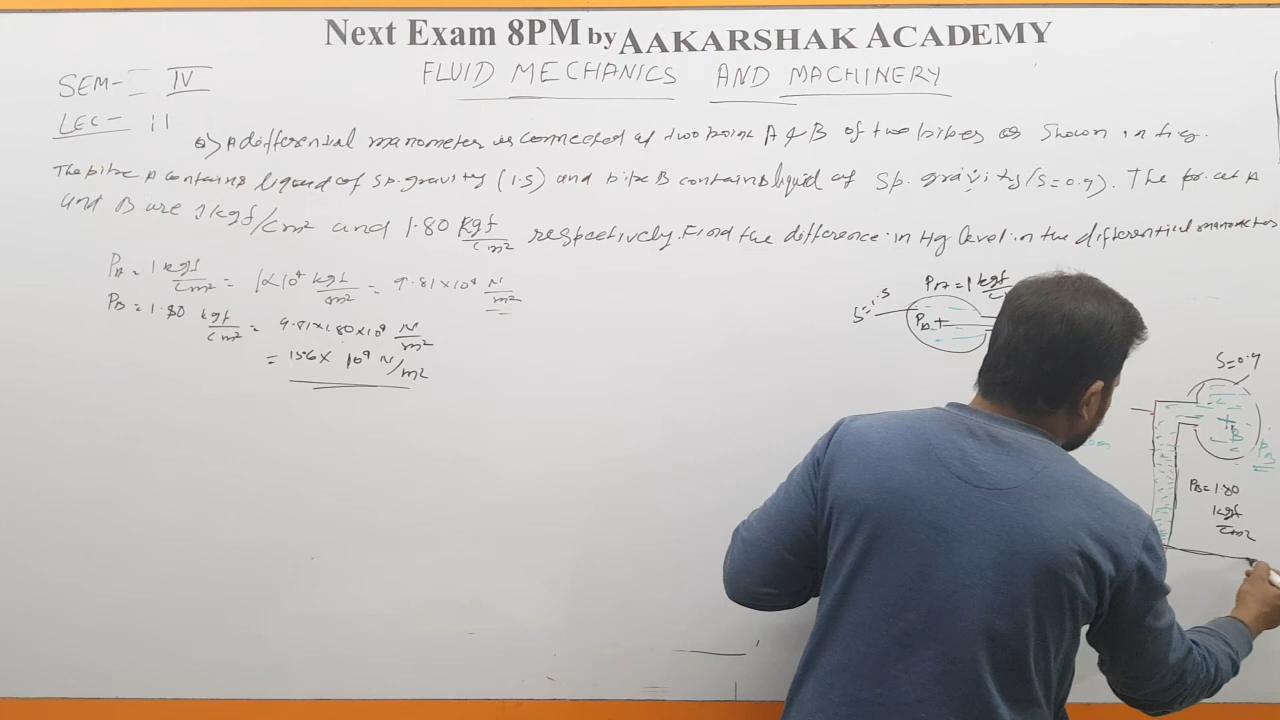 Next Exam 8PM by AAKARSHAK ACADEMY
FLUID MECHANICS AND MACHINERY
SEM- IV
LEC- 11
Q) A differential manometer is connected at two point A & B of two pipes as shown in fig.
The pipe A contains liquid of sp. gravity (1.5) and pipe B contains liquid of sp. gravity (S=0.9). The pr. at A
and B are 1 kgf/cm² and 1.80 kgf/cm² respectively. Find the difference in Hg level in the differential manometer
PA = 1 kgf/cm² = 1×10⁴ kgf/m² = 9.81×10⁴ N/m²
PB = 1.80 kgf/cm² = 9.81×1.80×10⁴ N/m²
= N/m²
PA = 1 kgf
S=1.5
S=0.9
B
PB
PB = 1.80
kgf
cm²